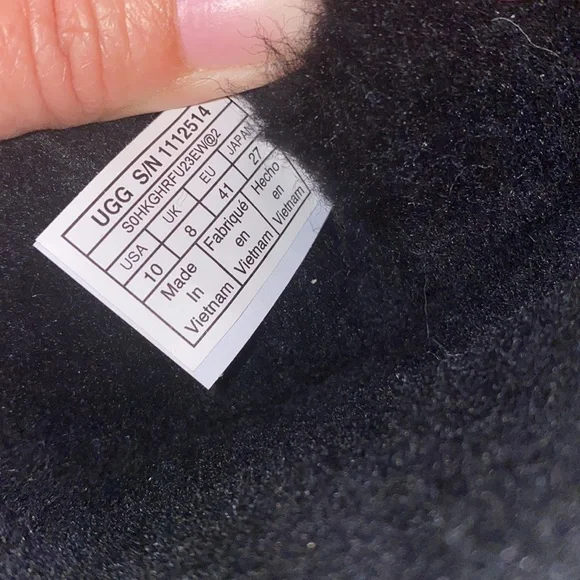 UGG S/N 1112514
S0HKGHRFU23EW@2
USA UK EU JAPAN
10 8 41 27
Made In Vietnam
Fabriqué en Vietnam
Hecho en Vietnam